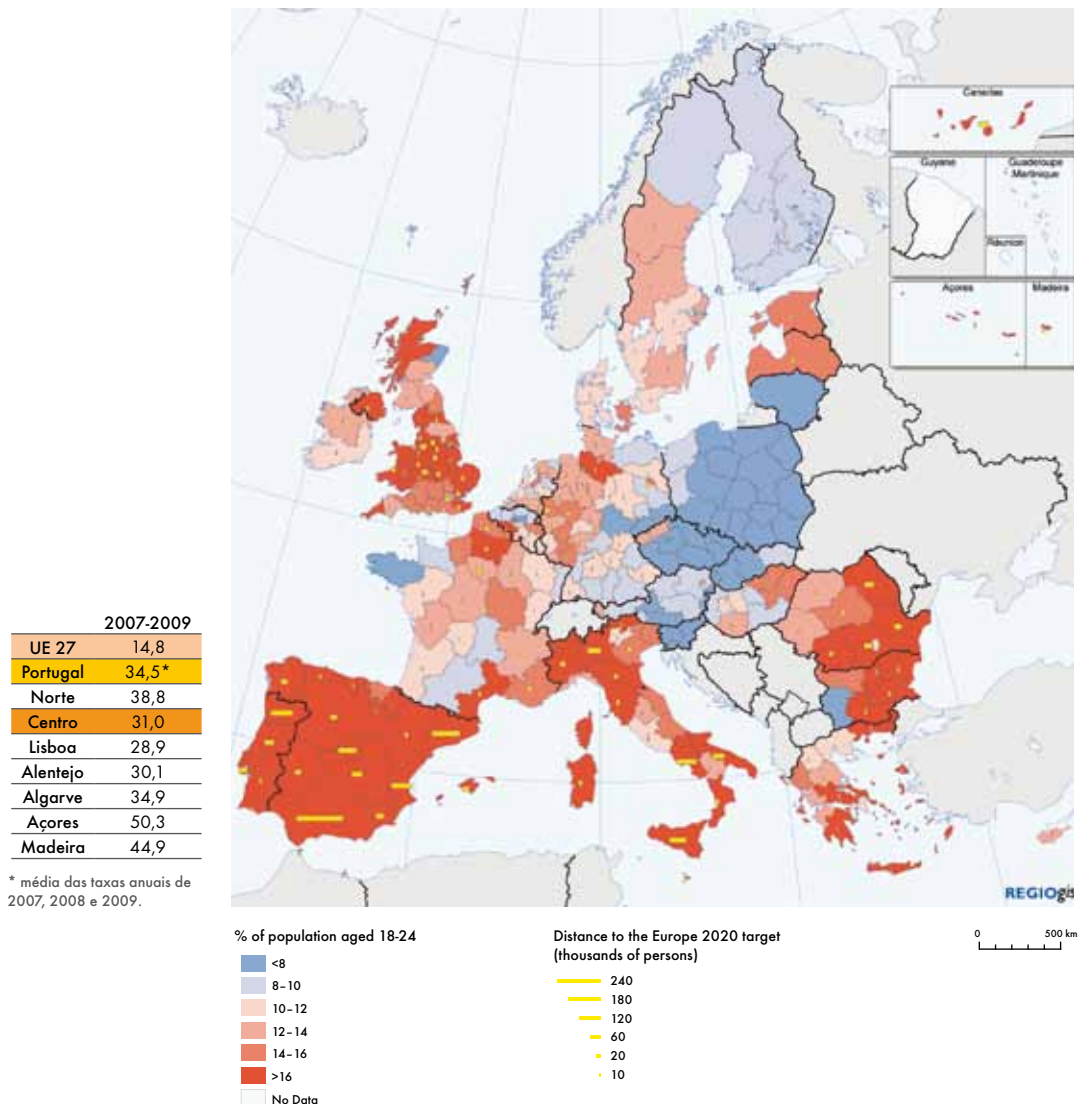 2007-2009
UE 27 14,8
Portugal 34,5*
Norte 38,8
Centro 31,0
Lisboa 28,9
Alentejo 30,1
Algarve 34,9
Açores 50,3
Madeira 44,9
* média das taxas anuais de
2007, 2008 e 2009.
Canarias
Guyane
Guadeloupe
Martinique
Réunion
Açores
Madeira
REGIOgis
% of population aged 18-24
<8
8–10
10–12
12–14
14–16
>16
No Data
Distance to the Europe 2020 target
(thousands of persons)
240
180
120
60
20
10
0 500 km